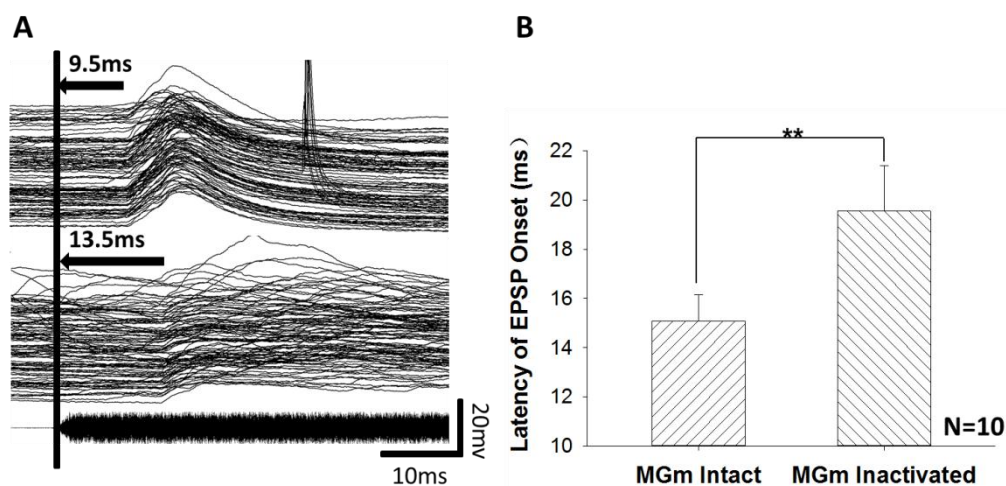 A
9.5ms
13.5ms
20mv
10ms
B
**
Latency of EPSP Onset (ms)
22
20
18
16
14
12
10
N=10
MGm Intact
MGm Inactivated